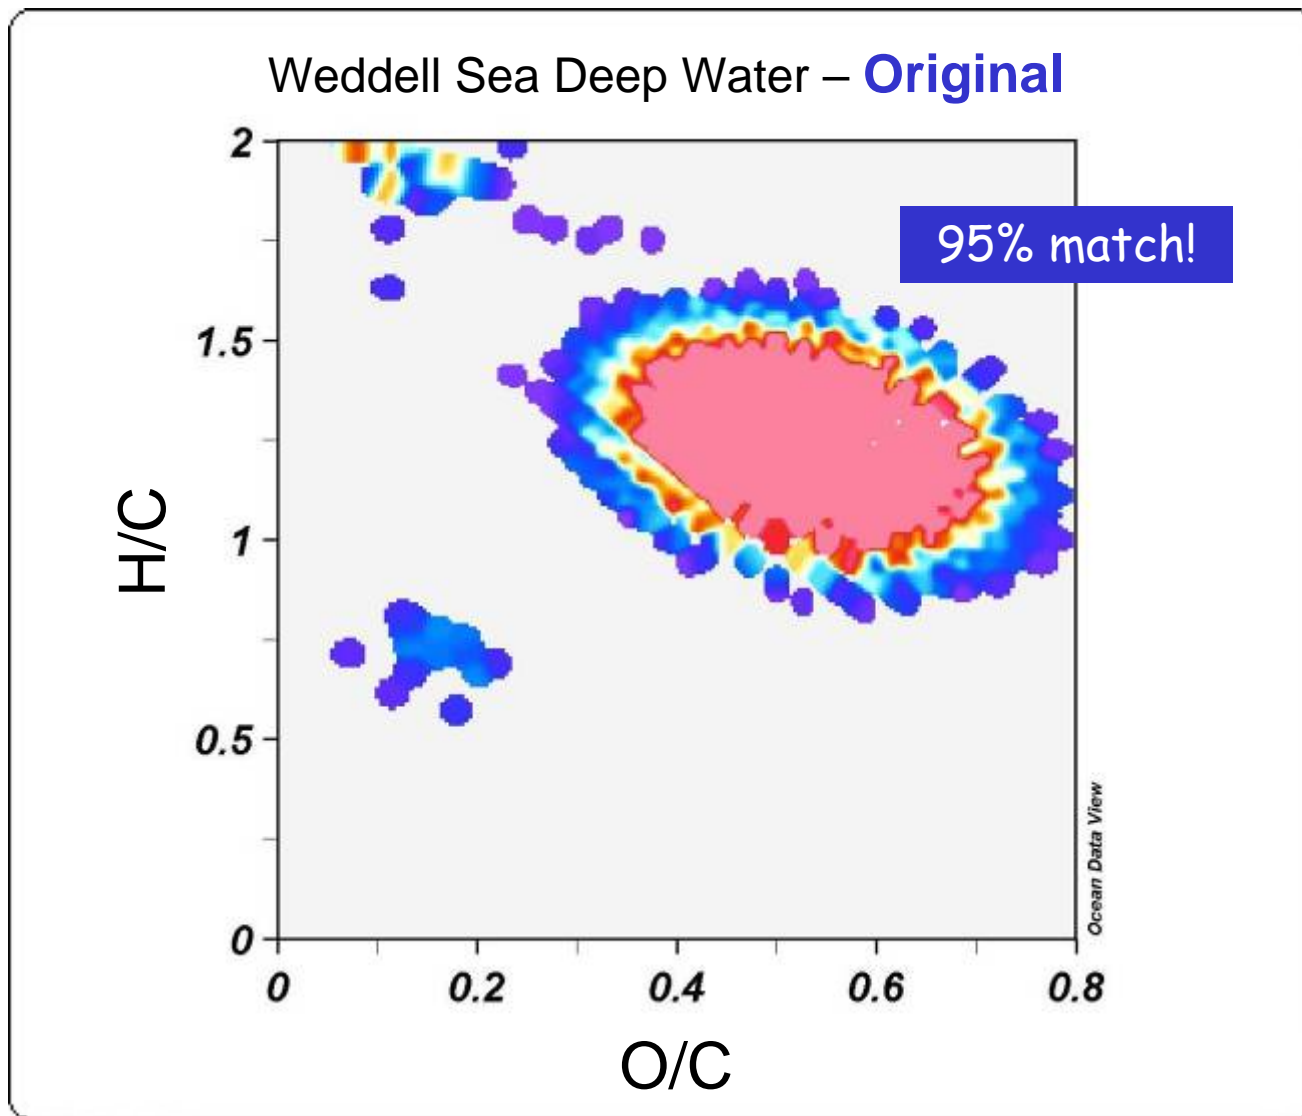 Weddell Sea Deep Water – Original
95% match!
2
1.5
1
0.5
0
H/C
0 0.2 0.4 0.6 0.8
O/C
Ocean Data View